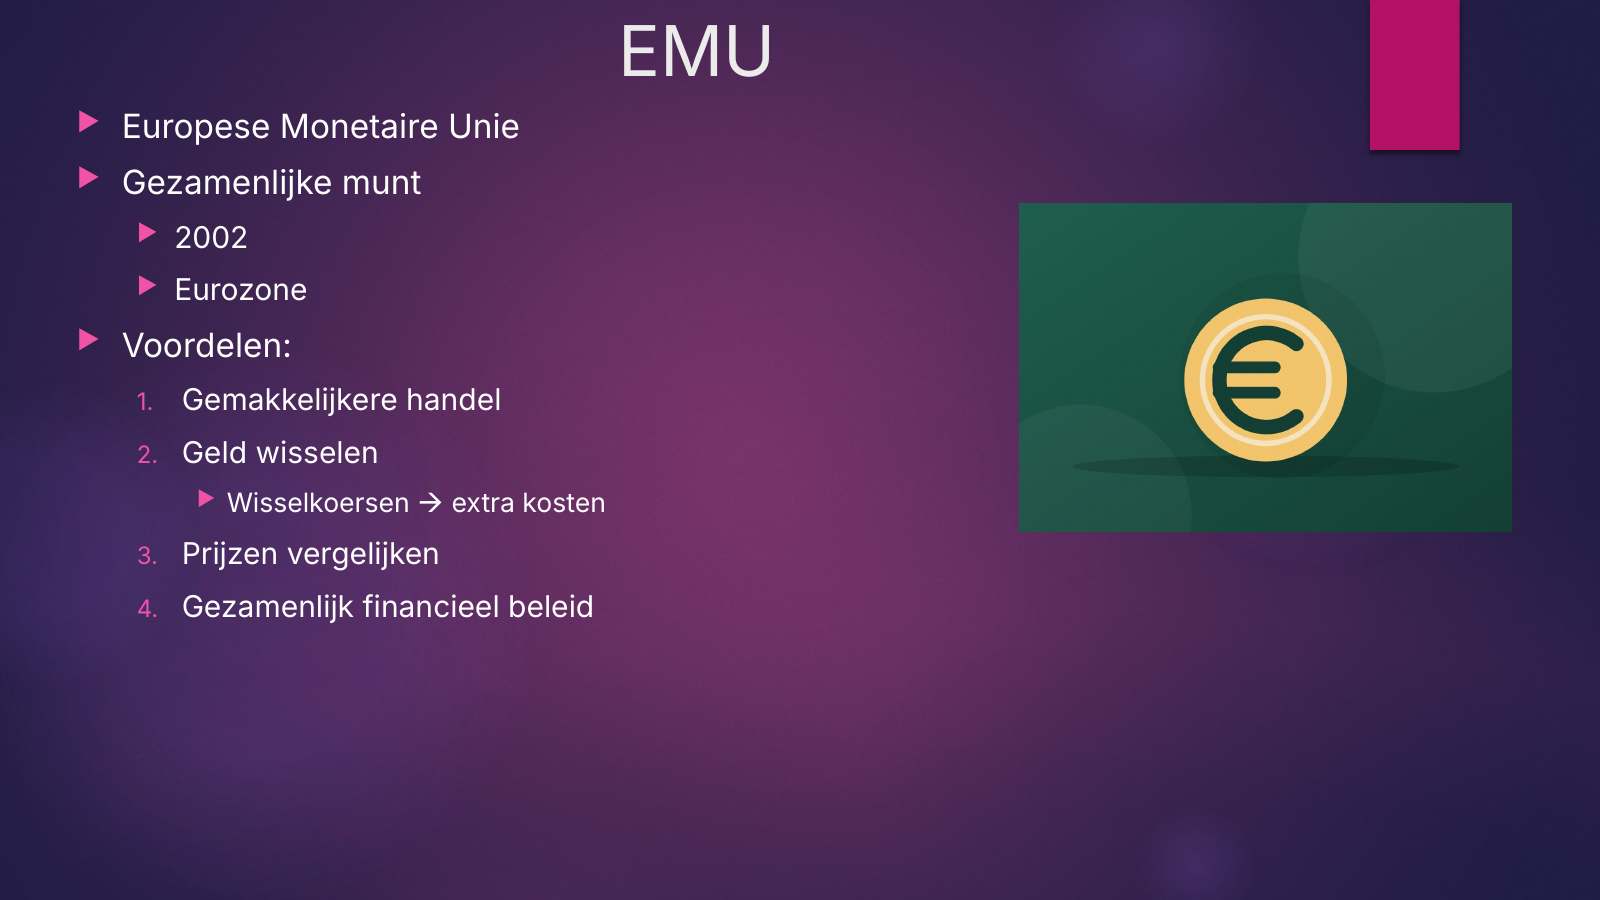 EMU
Europese Monetaire Unie
Gezamenlijke munt
2002
Eurozone
Voordelen:
1. Gemakkelijkere handel
2. Geld wisselen
Wisselkoersen → extra kosten
3. Prijzen vergelijken
4. Gezamenlijk financieel beleid